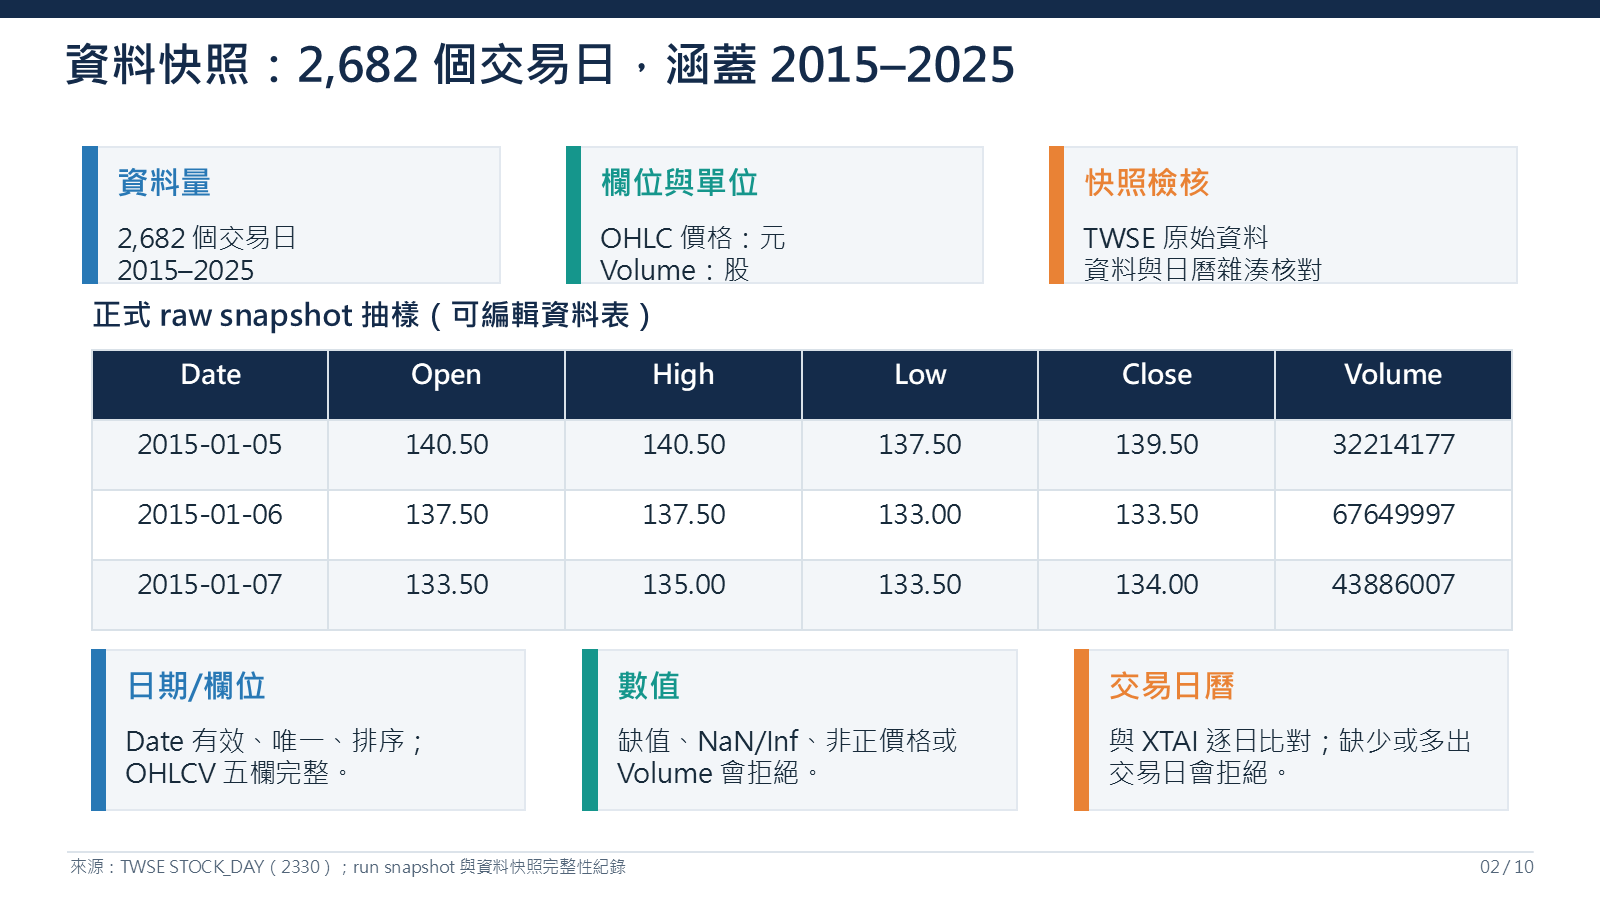 資料快照：2,682 個交易日，涵蓋 2015–2025
資料量
2,682 個交易日
2015–2025
欄位與單位
OHLC 價格：元
Volume：股
快照檢核
TWSE 原始資料
資料與日曆雜湊核對
正式 raw snapshot 抽樣（可編輯資料表）
Date Open High Low Close Volume
2015-01-05 140.50 140.50 137.50 139.50 32214177
2015-01-06 137.50 137.50 133.00 133.50 67649997
2015-01-07 133.50 135.00 133.50 134.00 43886007
日期/欄位
Date 有效、唯一、排序；
OHLCV 五欄完整。
數值
缺值、NaN/Inf、非正價格或
Volume 會拒絕。
交易日曆
與 XTAI 逐日比對；缺少或多出
交易日會拒絕。
來源：TWSE STOCK_DAY（2330）；run snapshot 與資料快照完整性紀錄
02 / 10